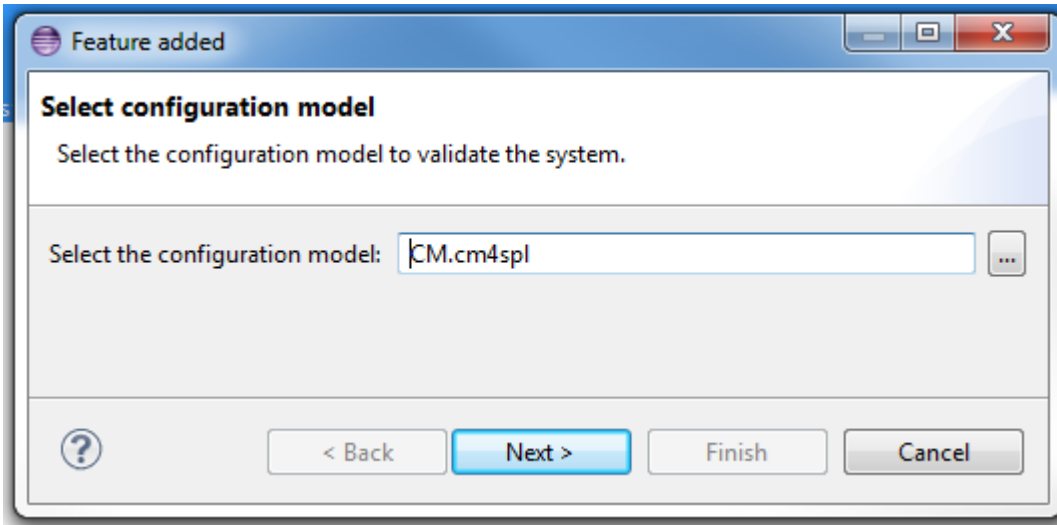 Feature added
Select configuration model
Select the configuration model to validate the system.
Select the configuration model: CM.cm4spl ...
< Back Next > Finish Cancel